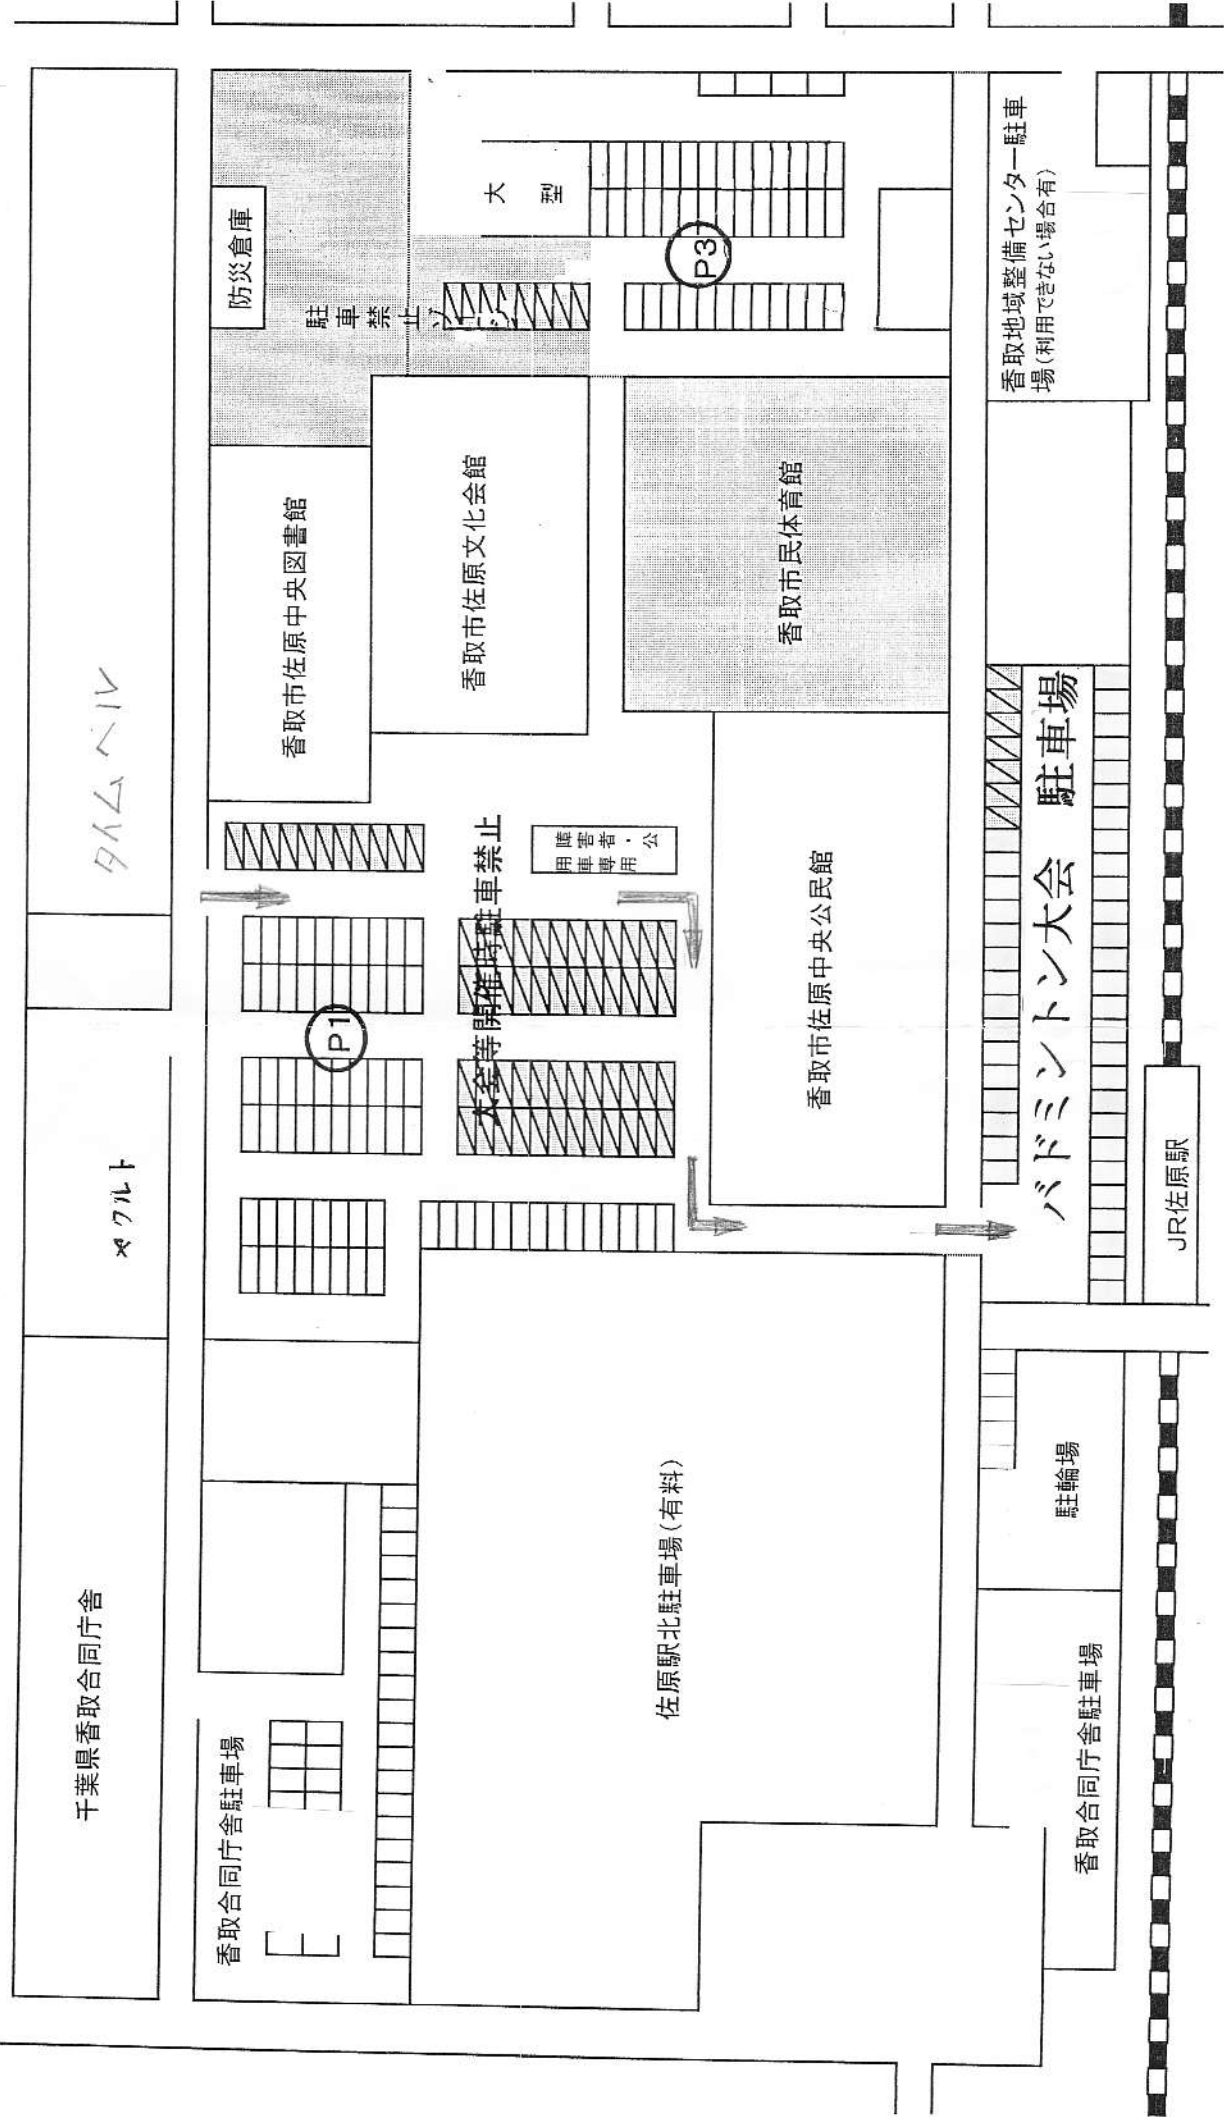 千葉県香取合同庁舎
ヤクルト
タイムベル
香取合同庁舎駐車場
P1
香取市佐原中央図書館
防災倉庫
駐車禁止ゾーン
香取市佐原文化会館
大型
大会等開催時駐車禁止
障害者・公
用車専用
P3
佐原駅北駐車場(有料)
香取市佐原中央公民館
香取市民体育館
駐輪場
バドミントン大会 駐車場
香取地域整備センター駐車
場(利用できない場合有)
香取合同庁舎駐車場
JR佐原駅